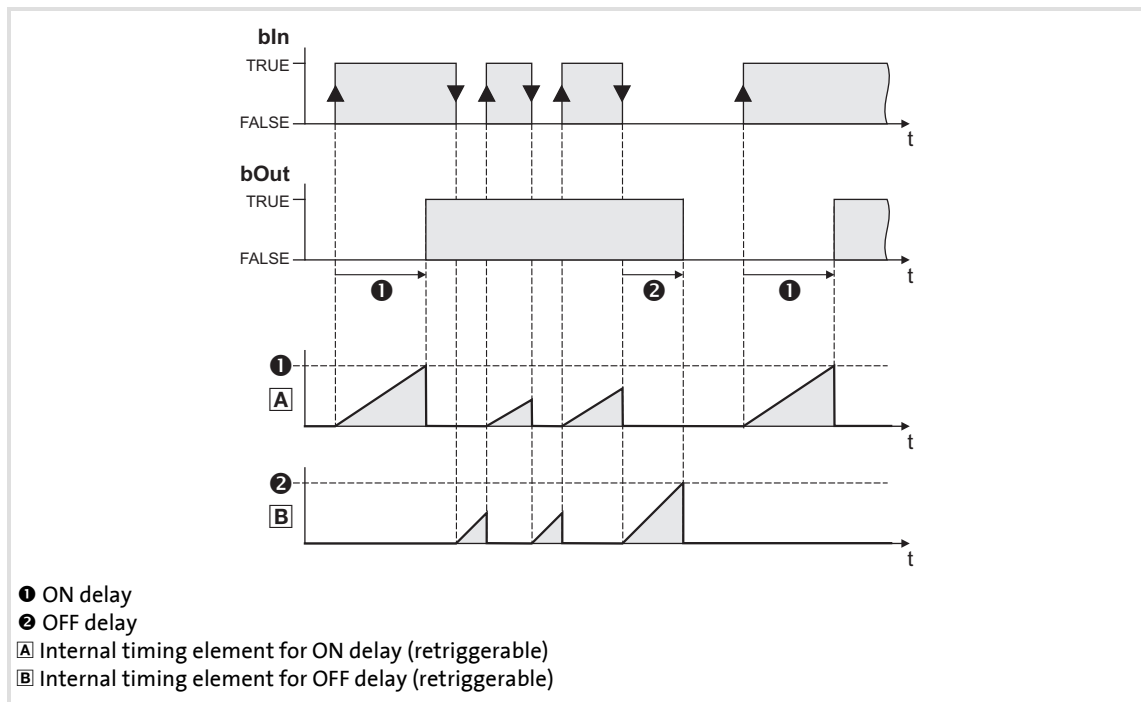 bIn
TRUE
FALSE
t
bOut
TRUE
FALSE
t
❶ ❷ ❶
❶
A
t
❷
B
t
❶ ON delay
❷ OFF delay
A Internal timing element for ON delay (retriggerable)
B Internal timing element for OFF delay (retriggerable)